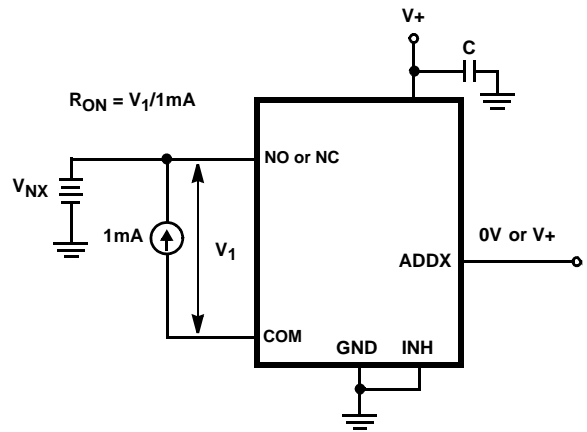 V+
C
R_ON = V_1/1mA
NO or NC
V_NX
1mA
V_1
0V or V+
ADDX
COM
GND INH